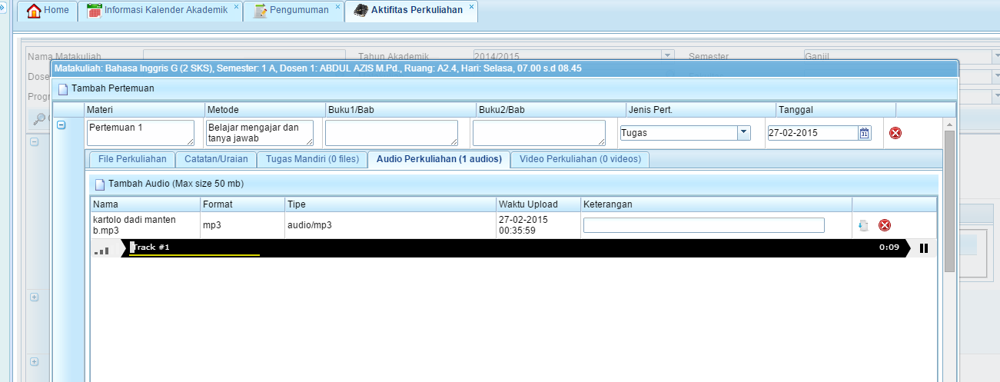 Home
Informasi Kalender Akademik
Pengumuman
Aktifitas Perkuliahan
Nama Matakuliah
Tahun Akademik
2014/2015
Semester
Ganjil
Matakuliah: Bahasa Inggris G (2 SKS), Semester: 1 A, Dosen 1: ABDUL AZIS M.Pd., Ruang: A2.4, Hari: Selasa, 07.00 s.d 08.45
Dose
Progr
Tambah Pertemuan
Materi
Metode
Buku1/Bab
Buku2/Bab
Jenis Pert.
Tanggal
Pertemuan 1
Belajar mengajar dan
tanya jawab
Tugas
27-02-2015
31
File Perkuliahan
Catatan/Uraian
Tugas Mandiri (0 files)
Audio Perkuliahan (1 audios)
Video Perkuliahan (0 videos)
Tambah Audio (Max size 50 mb)
Nama
Format
Tipe
Waktu Upload
Keterangan
kartolo dadi manten
b.mp3
mp3
audio/mp3
27-02-2015
00:35:59
Track #1
0:09